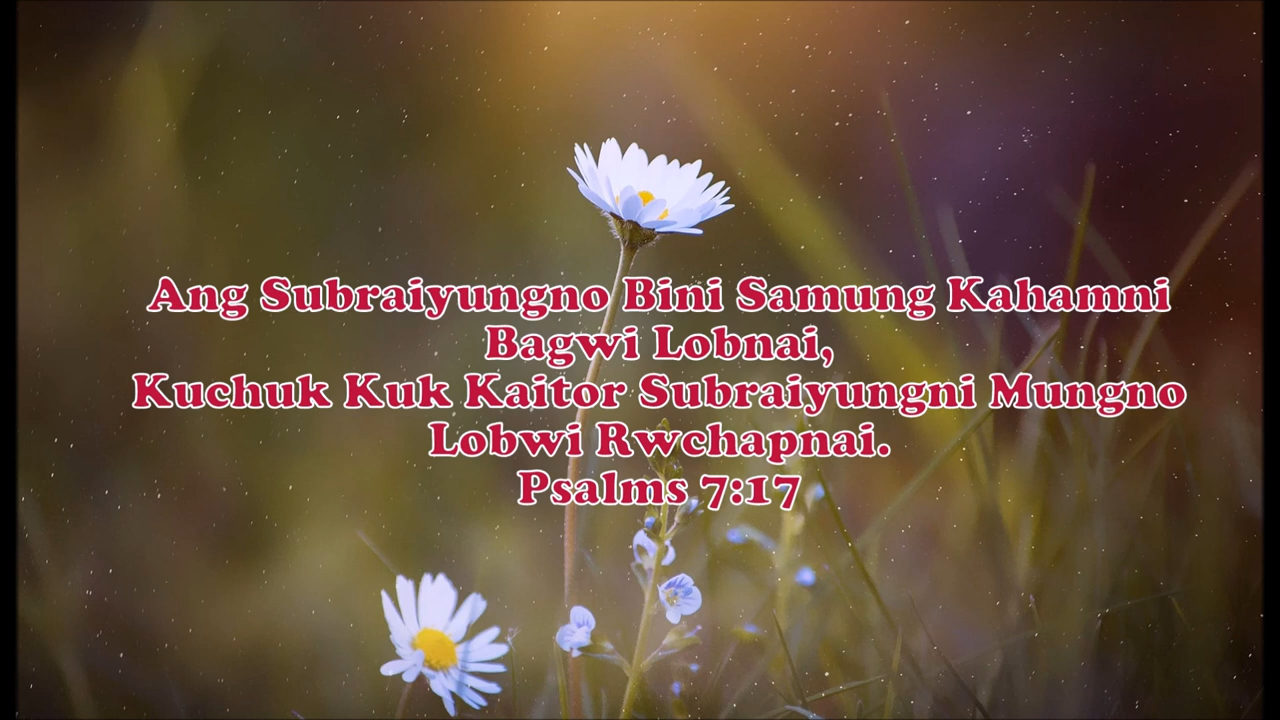 Ang Subraiyungno Bini Samung Kahamni
Bagwi Lobnai,
Kuchuk Kuk Kaitor Subraiyungni Mungno
Lobwi Rwchapnai.
Psalms 7:17